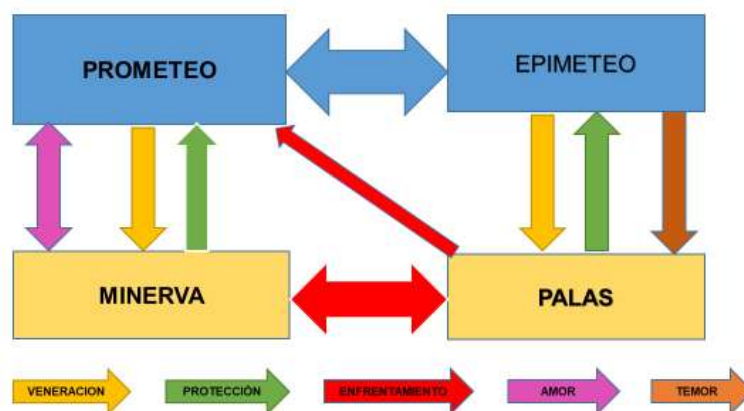 PROMETEO
EPIMETEO
MINERVA
PALAS
VENERACION
PROTECCIÓN
ENFRENTAMIENTO
AMOR
TEMOR